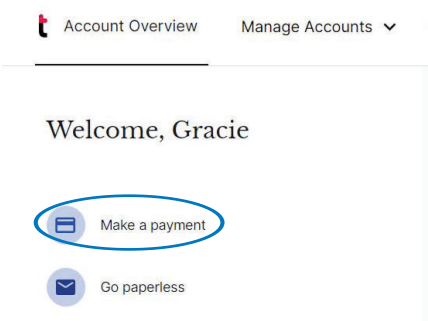 t Account Overview Manage Accounts
Welcome, Gracie
Make a payment
Go paperless